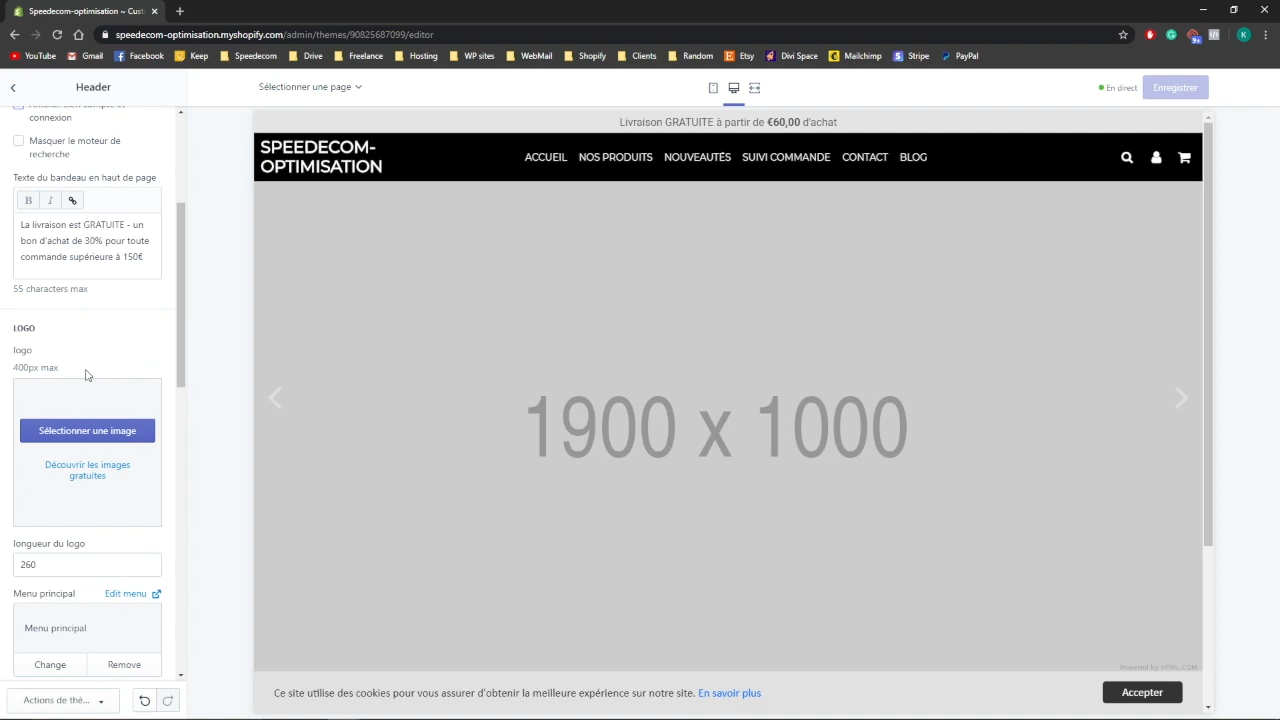 Speedecom-optimisation ~ Cust
speedecom-optimisation.myshopify.com/admin/themes/90825687099/editor
K
YouTube
M
Gmail
Facebook
Keep
Speedecom
Drive
Freelance
Hosting
WP sites
WebMail
Shopify
Clients
Random
Etsy
Divi Space
Mailchimp
Stripe
PayPal
Header
Sélectionner une page
En direct
Enregistrer
connexion
Masquer le moteur de
recherche
Texte du bandeau en haut de page
B I
La livraison est GRATUITE - un
bon d'achat de 30% pour toute
commande supérieure à 150€
55 characters max
LOGO
logo
400px max
Sélectionner une image
Découvrir les images
gratuites
longueur du logo
260
Menu principal
Edit menu
Menu principal
Change
Remove
Actions de thé...
Livraison GRATUITE à partir de €60,00 d'achat
SPEEDECOM-
OPTIMISATION
ACCUEIL NOS PRODUITS NOUVEAUTÉS SUIVI COMMANDE CONTACT BLOG
1900 x 1000
Powered by HTML.COM
Ce site utilise des cookies pour vous assurer d'obtenir la meilleure expérience sur notre site. En savoir plus
Accepter